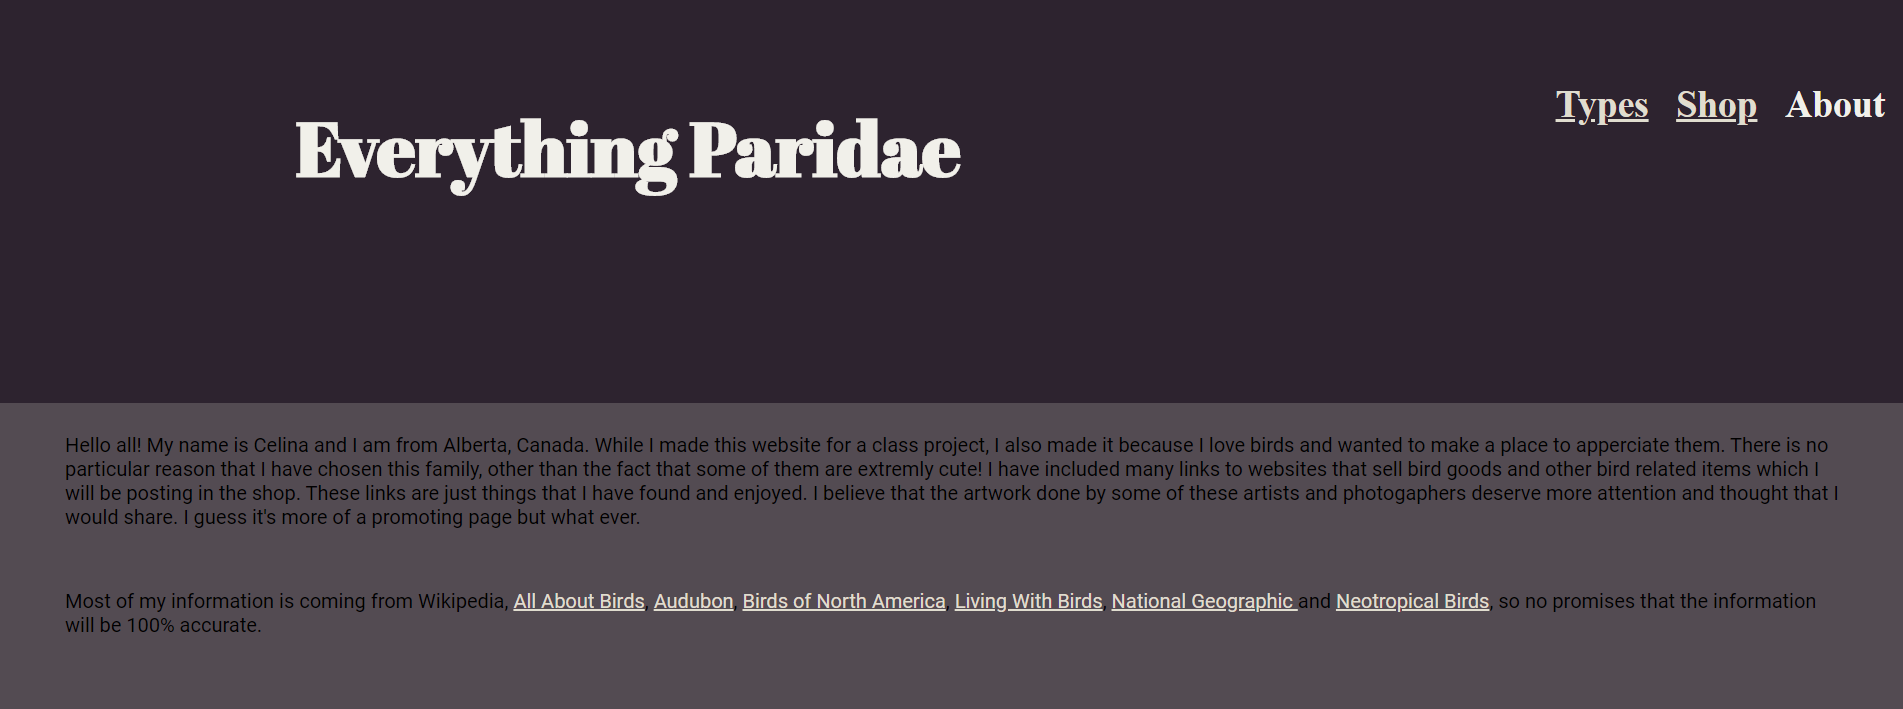 Types Shop About
Everything Paridae
Hello all! My name is Celina and I am from Alberta, Canada. While I made this website for a class project, I also made it because I love birds and wanted to make a place to apperciate them. There is no
particular reason that I have chosen this family, other than the fact that some of them are extremly cute! I have included many links to websites that sell bird goods and other bird related items which I
will be posting in the shop. These links are just things that I have found and enjoyed. I believe that the artwork done by some of these artists and photogaphers deserve more attention and thought that I
would share. I guess it's more of a promoting page but what ever.
Most of my information is coming from Wikipedia, All About Birds, Audubon, Birds of North America, Living With Birds, National Geographic and Neotropical Birds, so no promises that the information
will be 100% accurate.